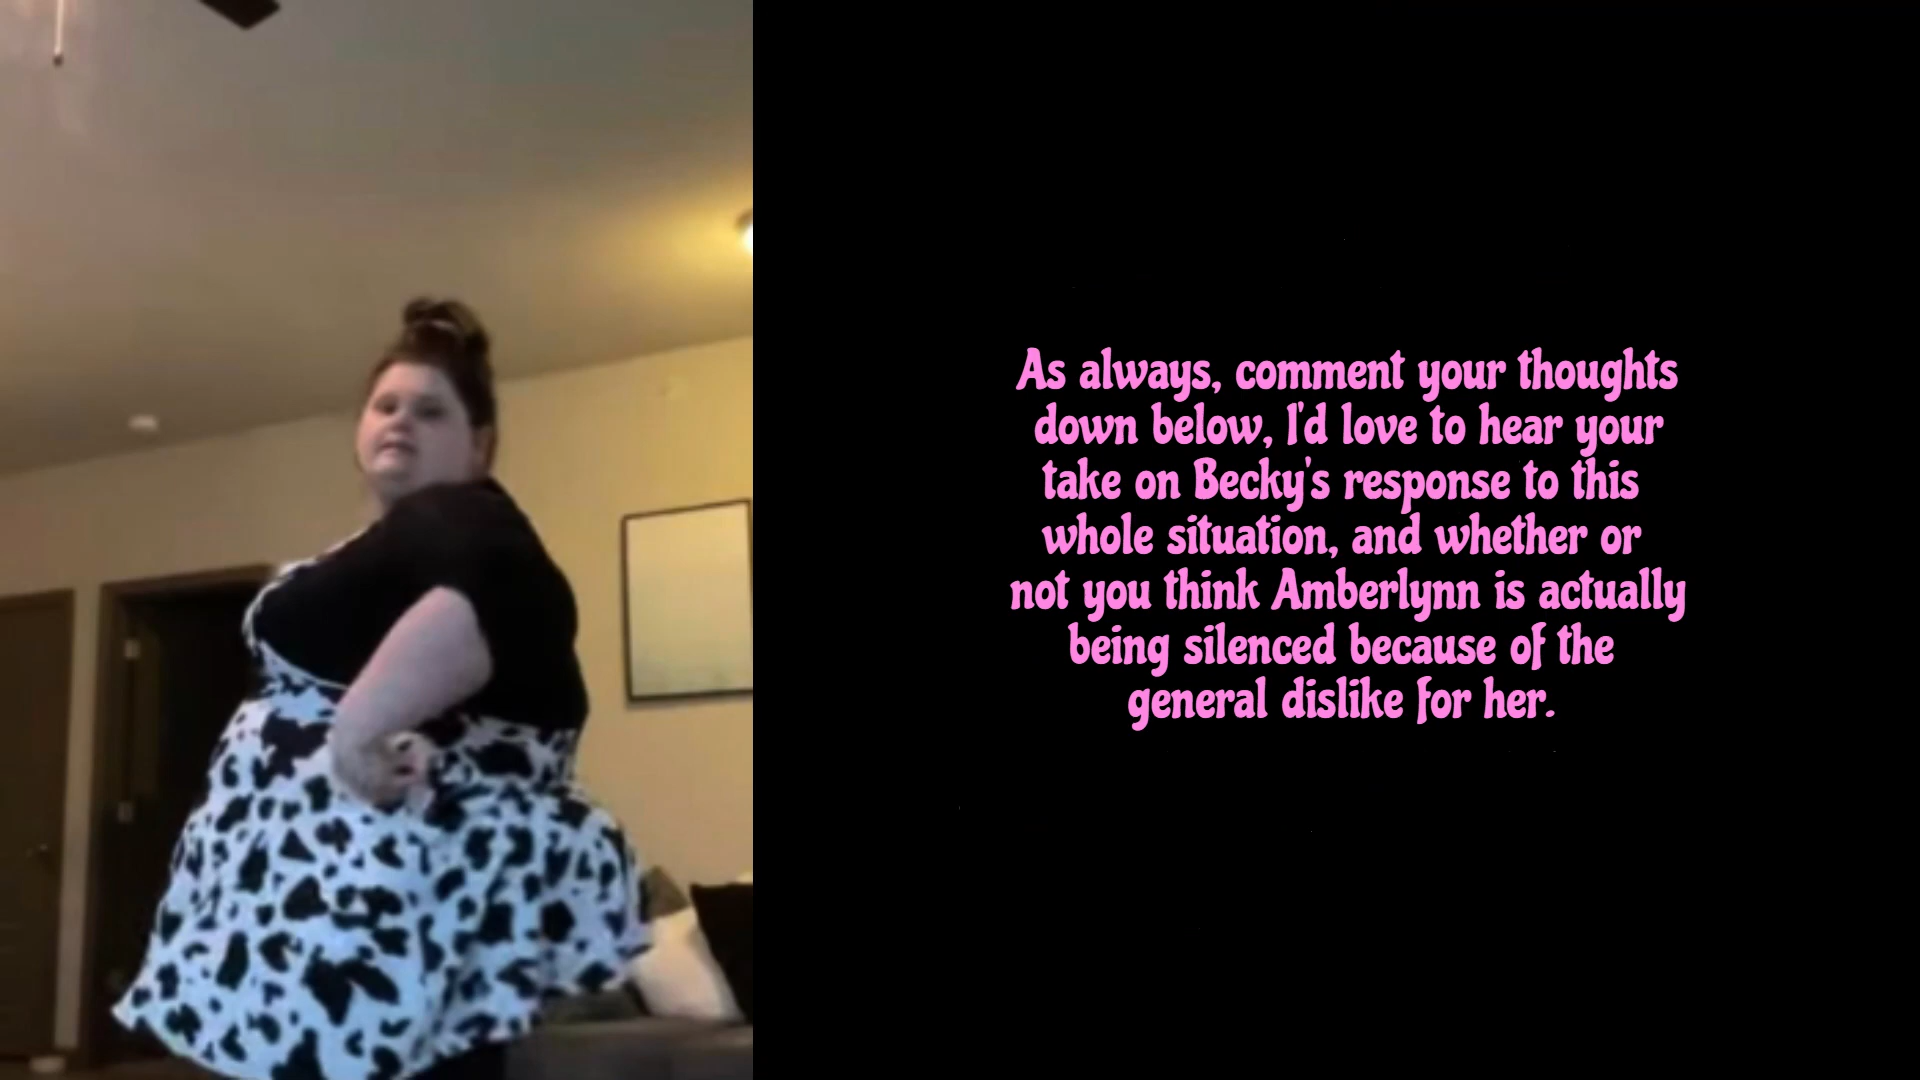 As always, comment your thoughts
down below, I'd love to hear your
take on Becky's response to this
whole situation, and whether or
not you think Amberlynn is actually
being silenced because of the
general dislike for her.